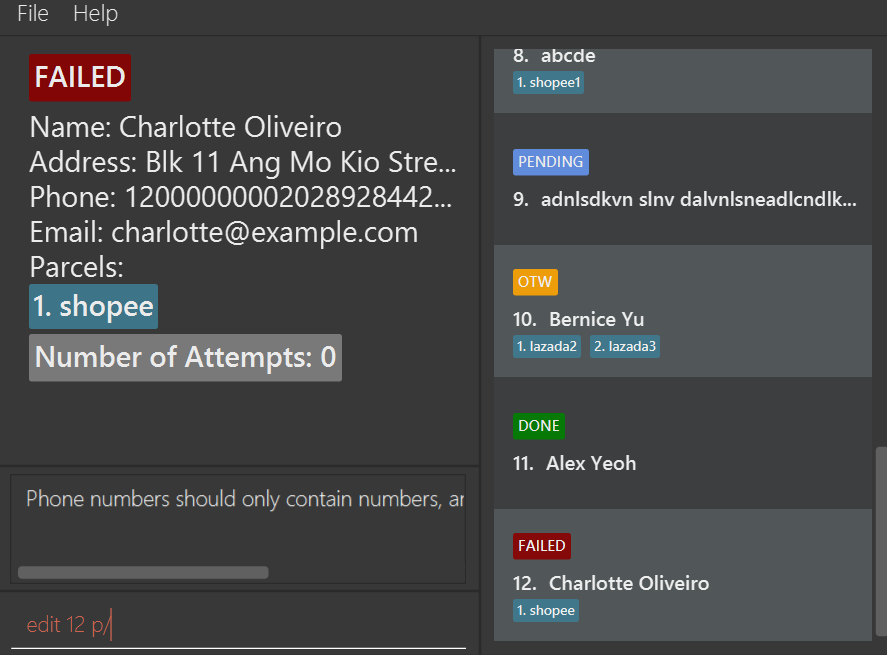 File Help
FAILED
Name: Charlotte Oliveiro
Address: Blk 11 Ang Mo Kio Stre...
Phone: 12000000002028928442...
Email: charlotte@example.com
Parcels:
1. shopee
Number of Attempts: 0
Phone numbers should only contain numbers,
edit 12 p/
8. abcde
1. shopee1
PENDING
9. adnlsdkvn slnv dalvnlsneadlcndlk...
OTW
10. Bernice Yu
1. lazada2 2. lazada3
DONE
11. Alex Yeoh
FAILED
12. Charlotte Oliveiro
1. shopee